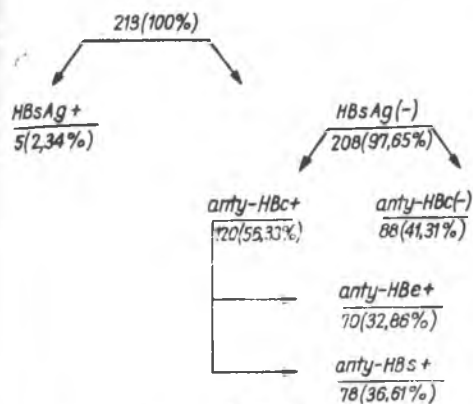 213(100%)
HBsAg +
5(2,34%)
HBsAg(-)
208(97,65%)
anty-HBc+
120(56,33%)
anty-HBc(-)
88(41,31%)
anty-HBe+
70(32,86%)
anty-HBs +
78(36,61%)